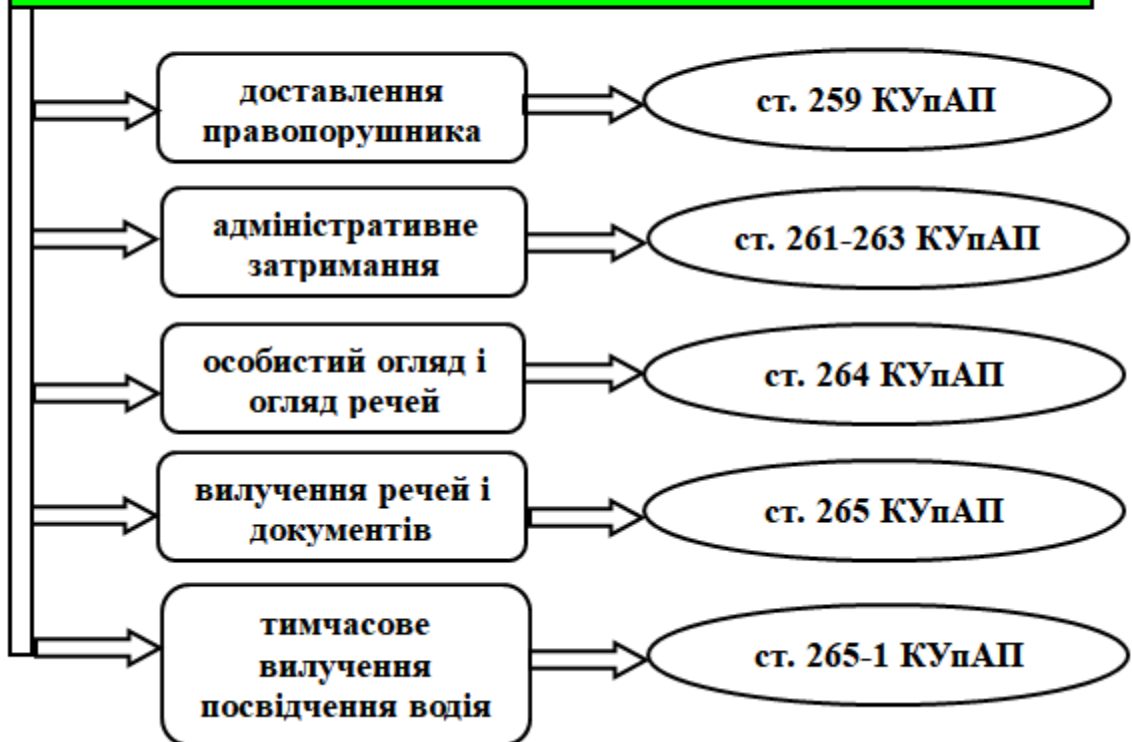 доставлення
правопорушника
ст. 259 КУпАП
адміністративне
затримання
ст. 261-263 КУпАП
особистий огляд і
огляд речей
ст. 264 КУпАП
вилучення речей і
документів
ст. 265 КУпАП
тимчасове
вилучення
посвідчення водія
ст. 265-1 КУпАП